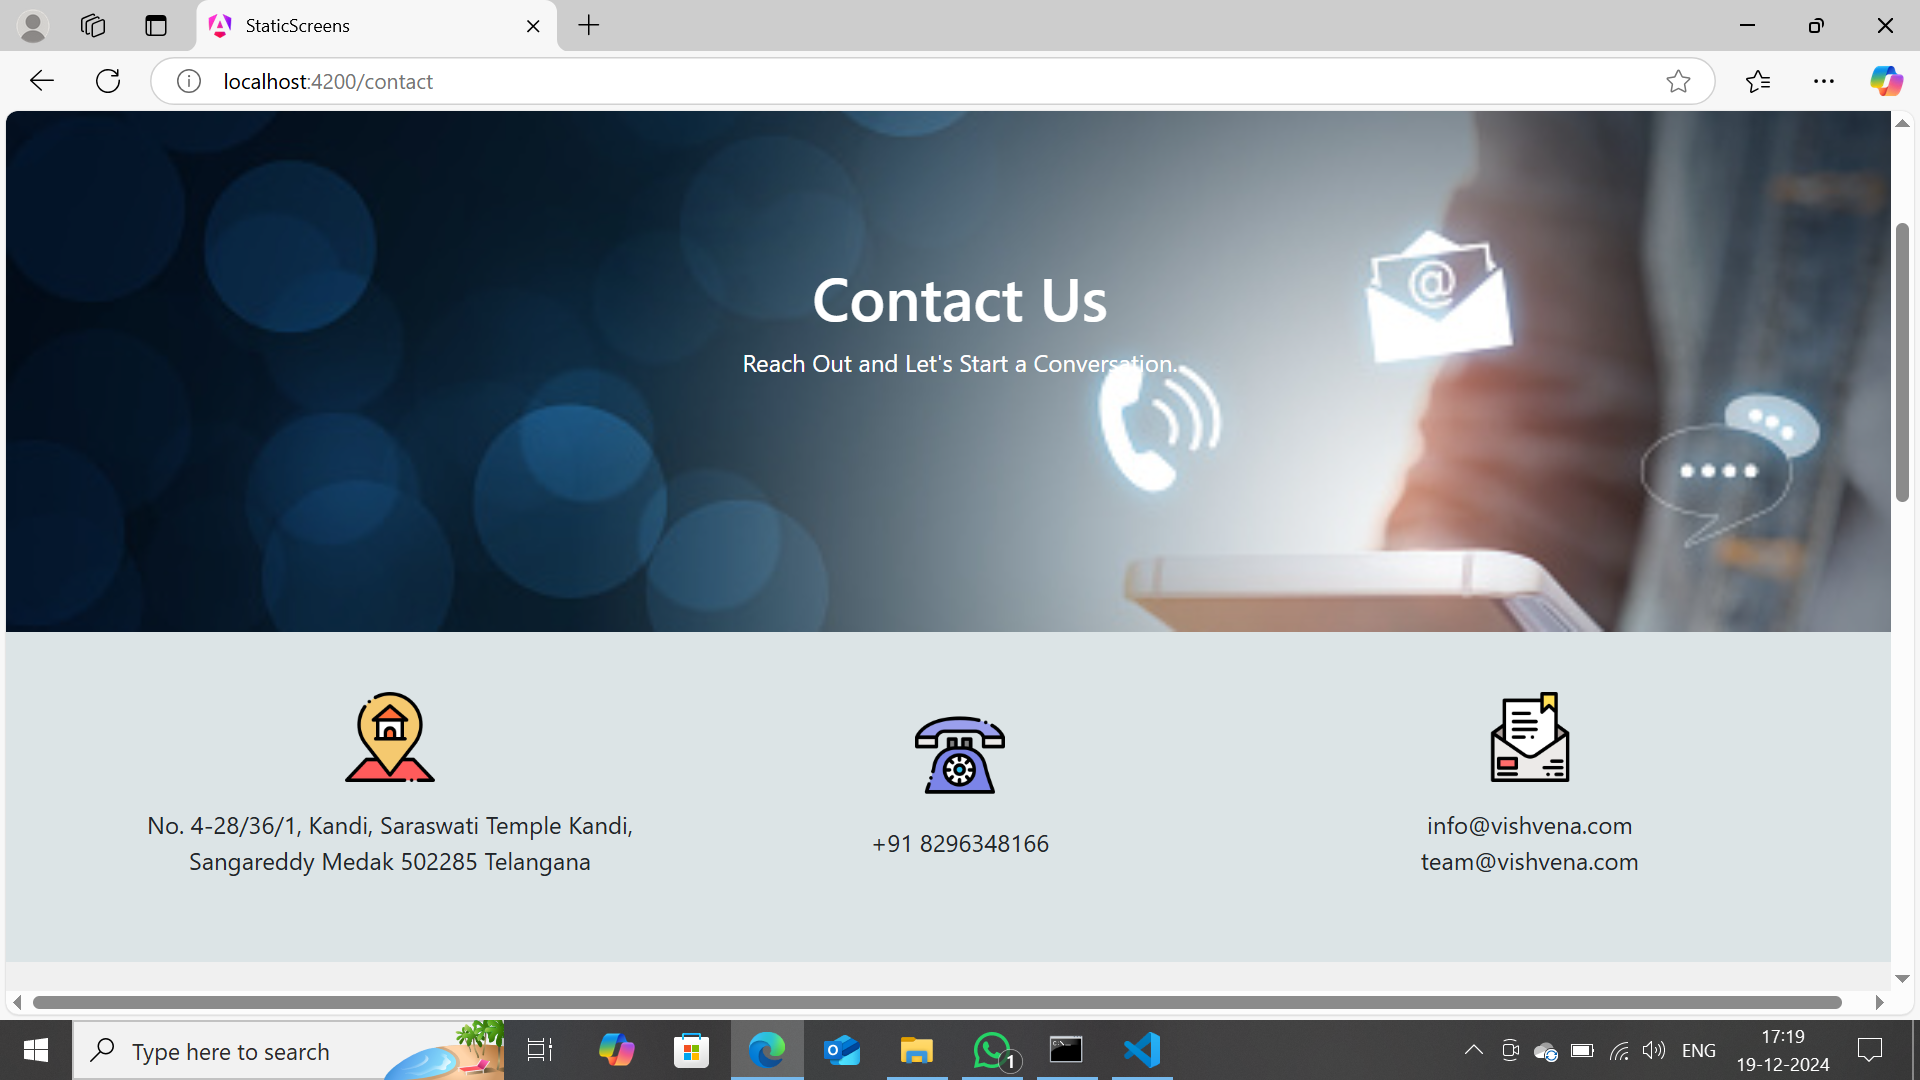 StaticScreens
localhost:4200/contact
Contact Us
Reach Out and Let's Start a Conversation.
No. 4-28/36/1, Kandi, Saraswati Temple Kandi,
Sangareddy Medak 502285 Telangana
+91 8296348166
info@vishvena.com
team@vishvena.com
Type here to search
1
ENG
17:19
19-12-2024